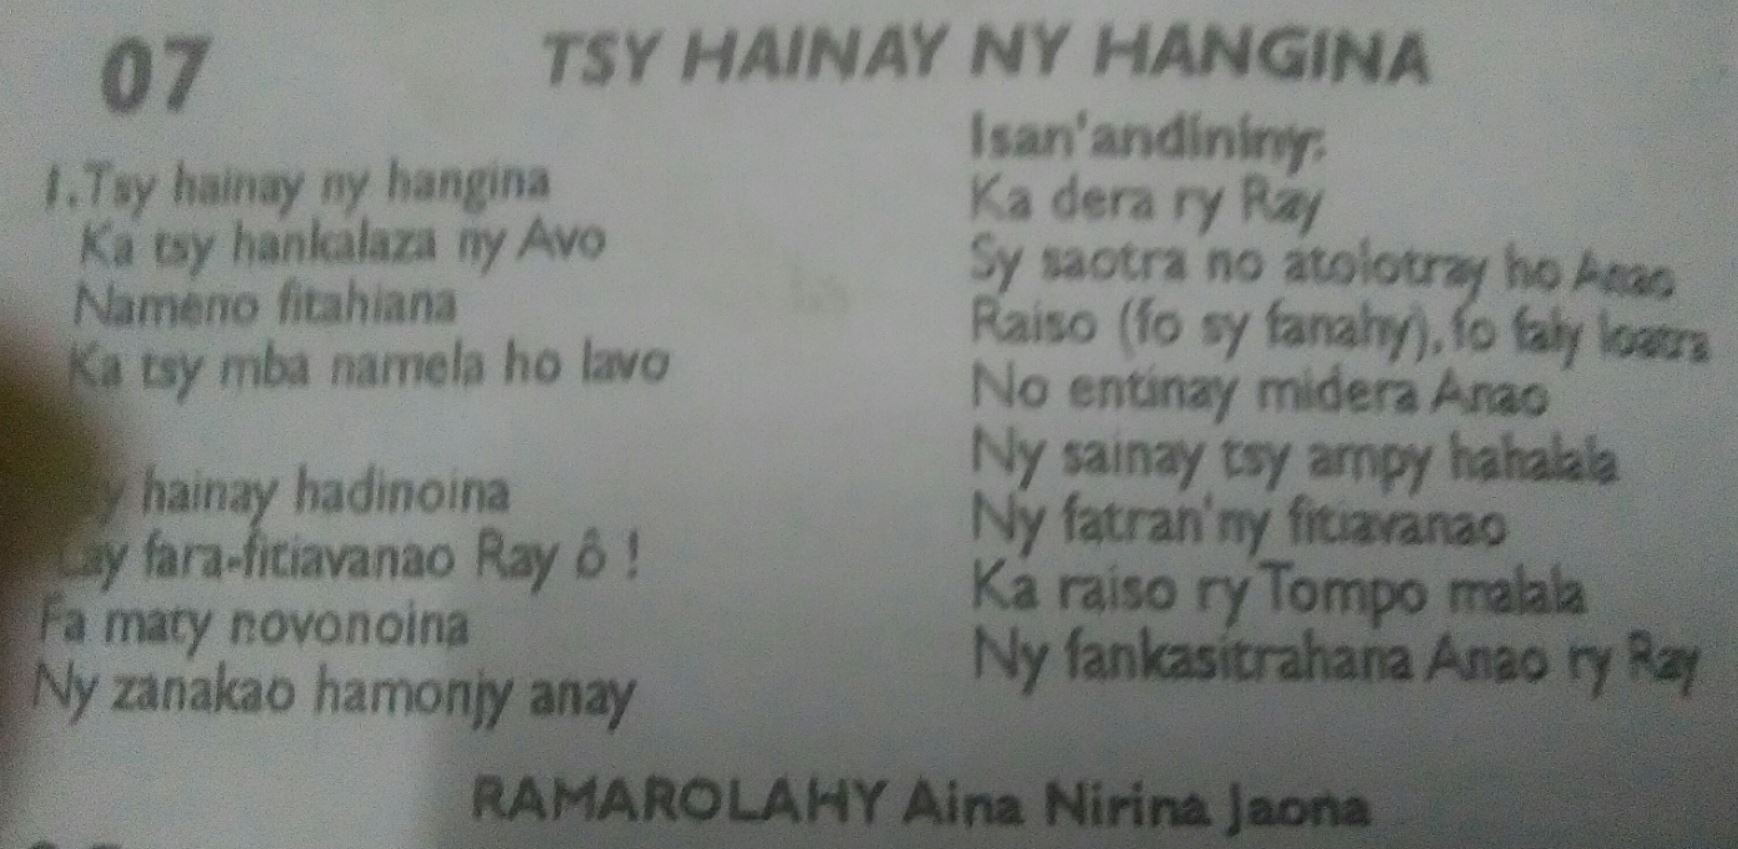 07
TSY HAINAY NY HANGINA
1.Tsy hainay ny hangina
Ka tsy hankalaza ny Avo
Nameno fitahiana
Ka tsy mba namela ho lavo
hainay hadinoina
fara-fitiavanao Ray ô !
Fa maty novonoina
Ny zanakao hamonjy anay
Isan'andininy:
Ka dera ry Ray
Sy saotra no atolotray ho Anao
Raiso (fo sy fanahy), fo faly loatra
No entinay midera Anao
Ny sainay tsy ampy hahalala
Ny fatran'ny fitiavanao
Ka raiso ry Tompo malala
Ny fankasitrahana Anao ry Ray
RAMAROLAHY Aina Nirina Jaona